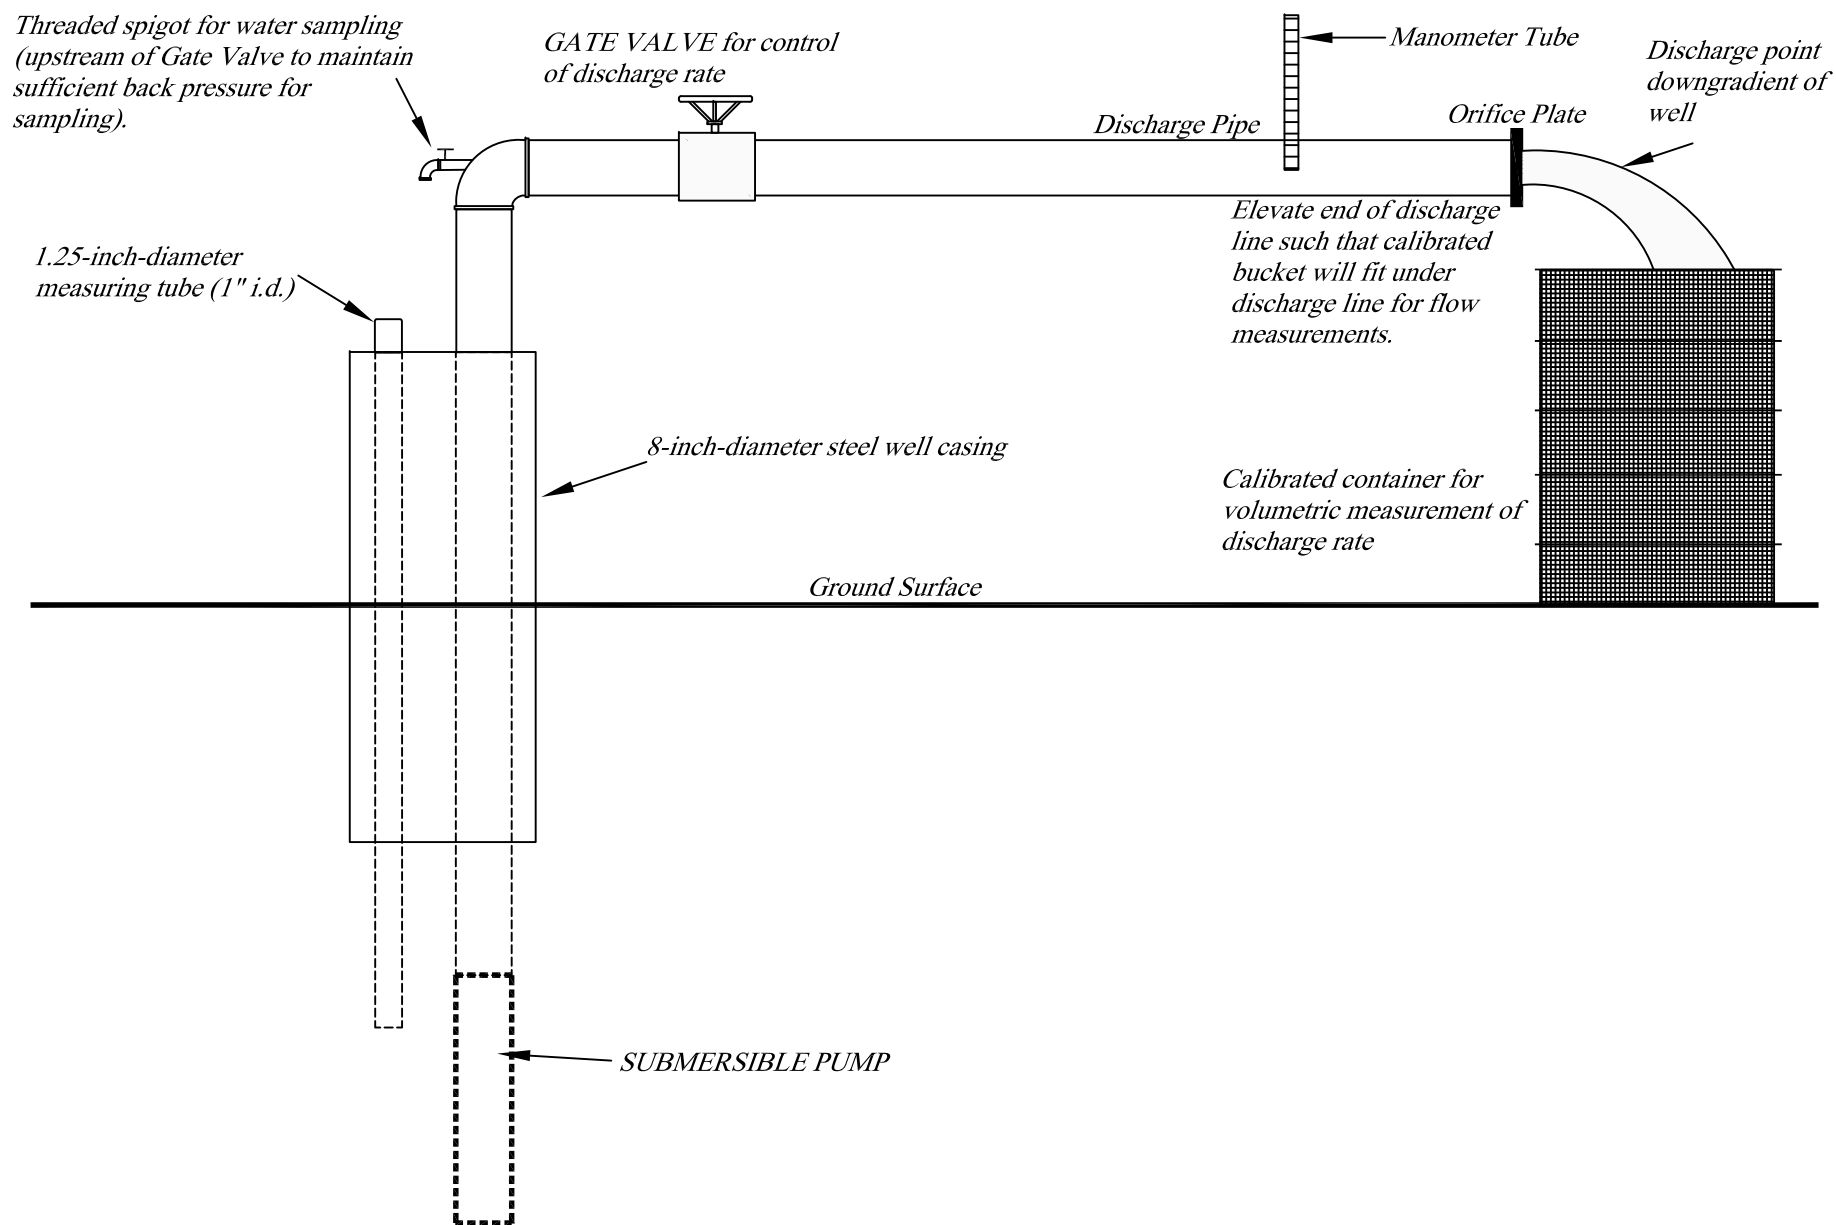 Threaded spigot for water sampling
(upstream of Gate Valve to maintain
sufficient back pressure for
sampling).
GATE VALVE for control
of discharge rate
Manometer Tube
Discharge point
downgradient of
well
Discharge Pipe
Orifice Plate
Elevate end of discharge
line such that calibrated
bucket will fit under
discharge line for flow
measurements.
1.25-inch-diameter
measuring tube (1" i.d.)
8-inch-diameter steel well casing
Calibrated container for
volumetric measurement of
discharge rate
Ground Surface
SUBMERSIBLE PUMP